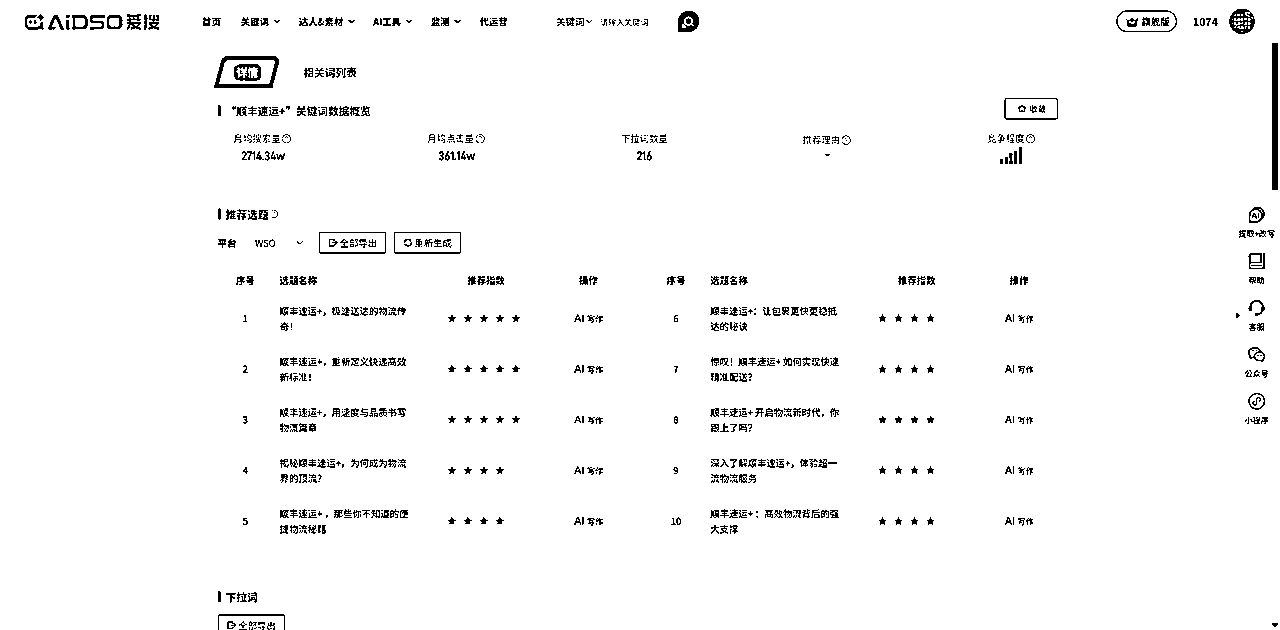 AiDSO爱搜 首页 关键词 达人&素材 AI工具 监测 代运营 关键词 请输入关键词 旗舰版 1074
详情 相关词列表
“顺丰速运+”关键词数据概览 收藏
月均搜索量 月均点击量 下拉词数量 推荐理由 竞争程度
2714.34w 361.14w 216 -
推荐选题
平台 WSO 全部导出 重新生成
序号 选题名称 推荐指数 操作 序号 选题名称 推荐指数 操作
1 顺丰速运+，极速送达的物流传奇！ ★ ★ ★ ★ ★ AI 写作
6 顺丰速运+：让包裹更快更稳抵达的秘诀 ★ ★ ★ ★ AI 写作
2 顺丰速运+，重新定义快递高效新标准！ ★ ★ ★ ★ ★ AI 写作
7 惊叹！顺丰速运+ 如何实现快速精准配送？ ★ ★ ★ ★ AI 写作
3 顺丰速运+，用速度与品质书写物流篇章 ★ ★ ★ ★ ★ AI 写作
8 顺丰速运+ 开启物流新时代，你跟上了吗？ ★ ★ ★ ★ AI 写作
4 揭秘顺丰速运+，为何成为物流界的顶流？ ★ ★ ★ ★ AI 写作
9 深入了解顺丰速运+，体验超一流物流服务 ★ ★ ★ ★ AI 写作
5 顺丰速运+，那些你不知道的便捷物流秘籍 ★ ★ ★ ★ AI 写作
10 顺丰速运+：高效物流背后的强大支撑 ★ ★ ★ ★ AI 写作
下拉词
全部导出
提取+改写
帮助
客服
公众号
小程序